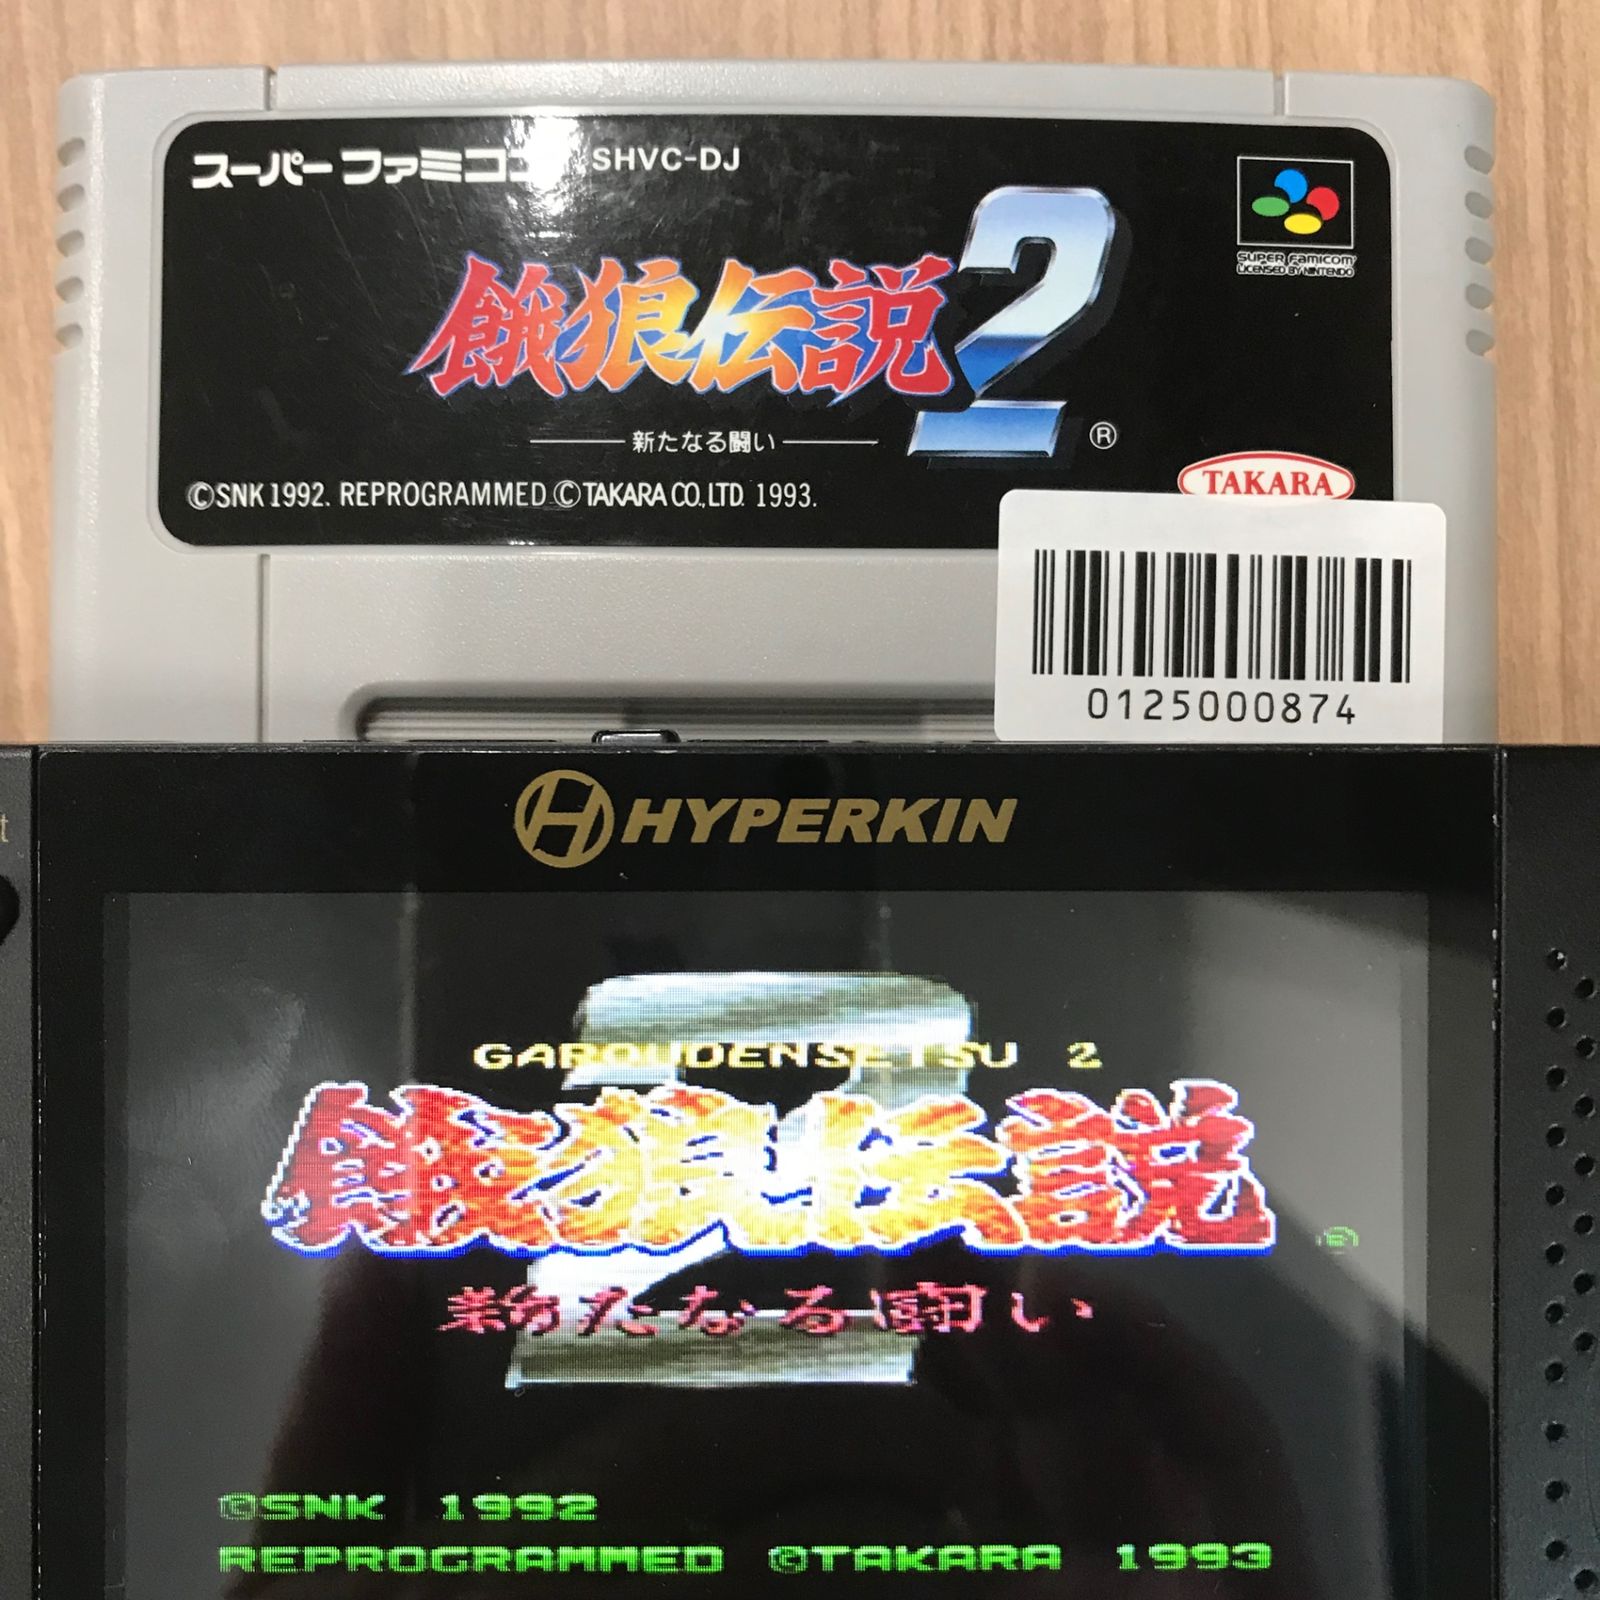 スーパーファミコン SHVC-DJ
餓狼伝説2
新たなる闘い
®
SUPER FAMICOM
LICENSED BY NINTENDO
©SNK 1992. REPROGRAMMED © TAKARA CO.,LTD. 1993.
TAKARA
0125000874
HYPERKIN
GAROUDENSETSU 2
餓狼伝説
新たなる闘い
©SNK 1992
REPROGRAMMED ©TAKARA 1993